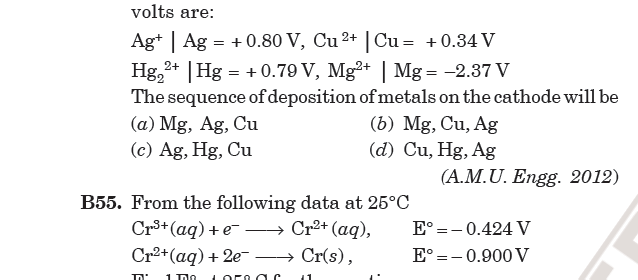 volts are:
Ag⁺ | Ag = + 0.80 V, Cu ²⁺ | Cu = + 0.34 V
Hg₂²⁺ | Hg = + 0.79 V, Mg²⁺ | Mg = –2.37 V
The sequence of deposition of metals on the cathode will be
(a) Mg, Ag, Cu (b) Mg, Cu, Ag
(c) Ag, Hg, Cu (d) Cu, Hg, Ag
(A.M.U. Engg. 2012)
B55. From the following data at 25°C
Cr³⁺(aq) + e⁻ ⟶ Cr²⁺ (aq), E° = – 0.424 V
Cr²⁺(aq) + 2e⁻ ⟶ Cr(s) , E° = – 0.900 V